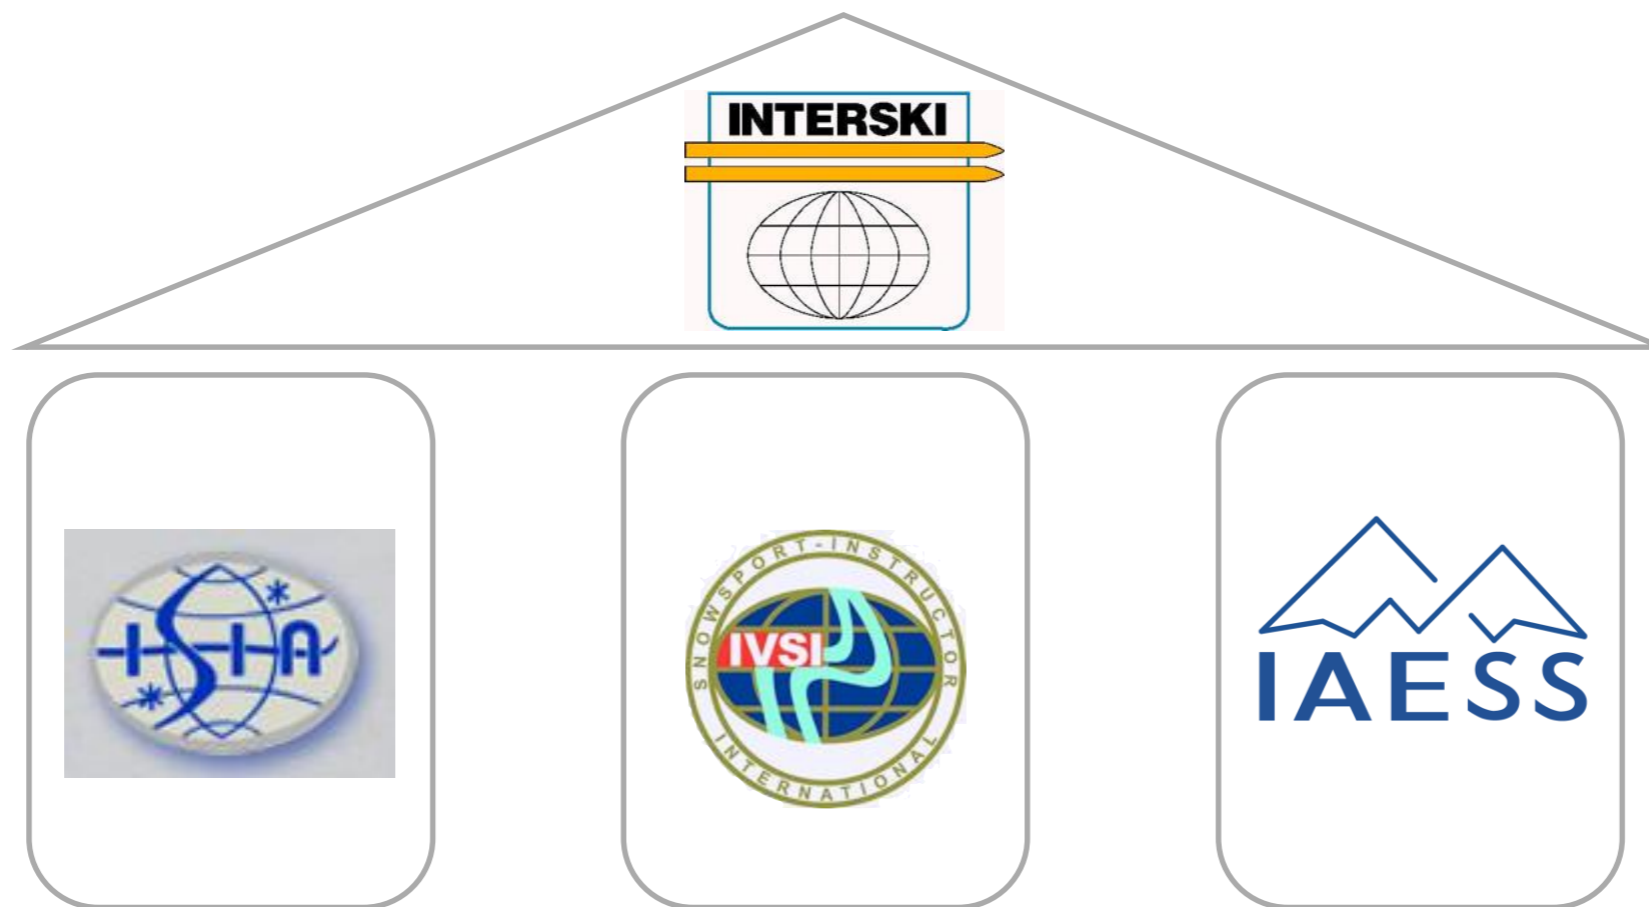 INTERSKI
ISIA
SNOWSPORT-INSTRUCTOR
IVSI
INTERNATIONAL
IAESS